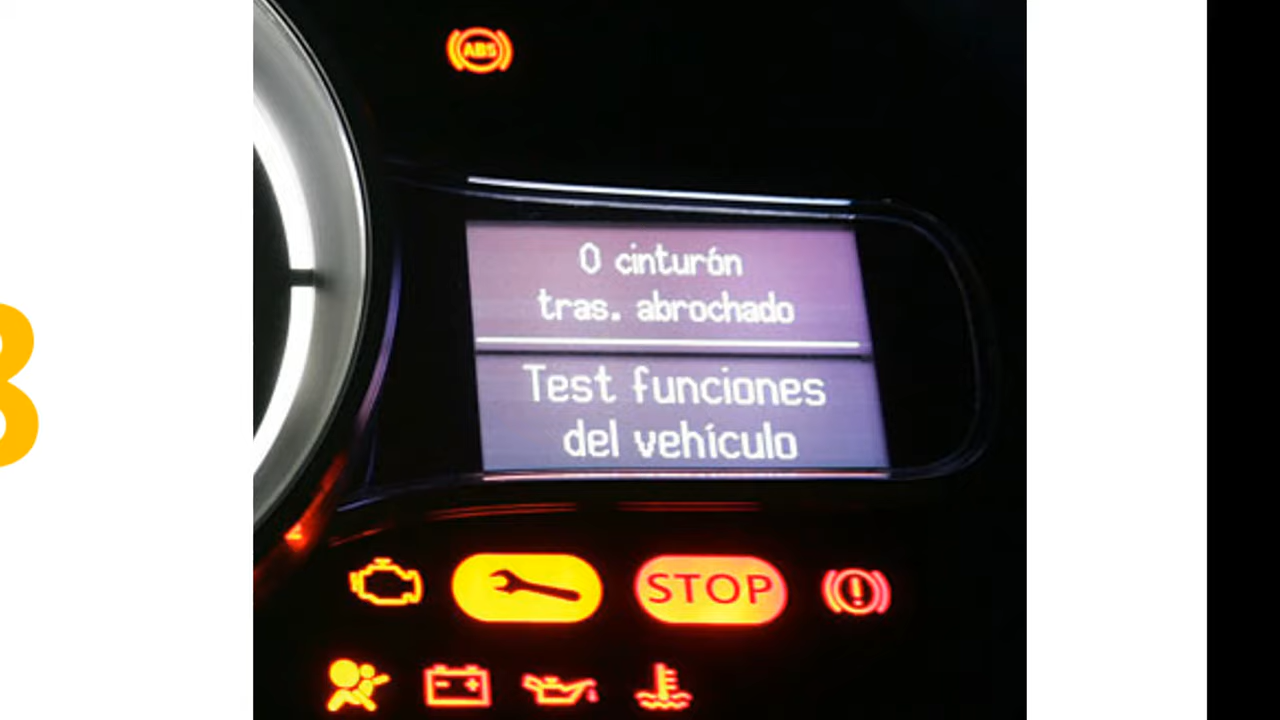 ABS
0 cinturón
tras. abrochado
Test funciones
del vehículo
STOP